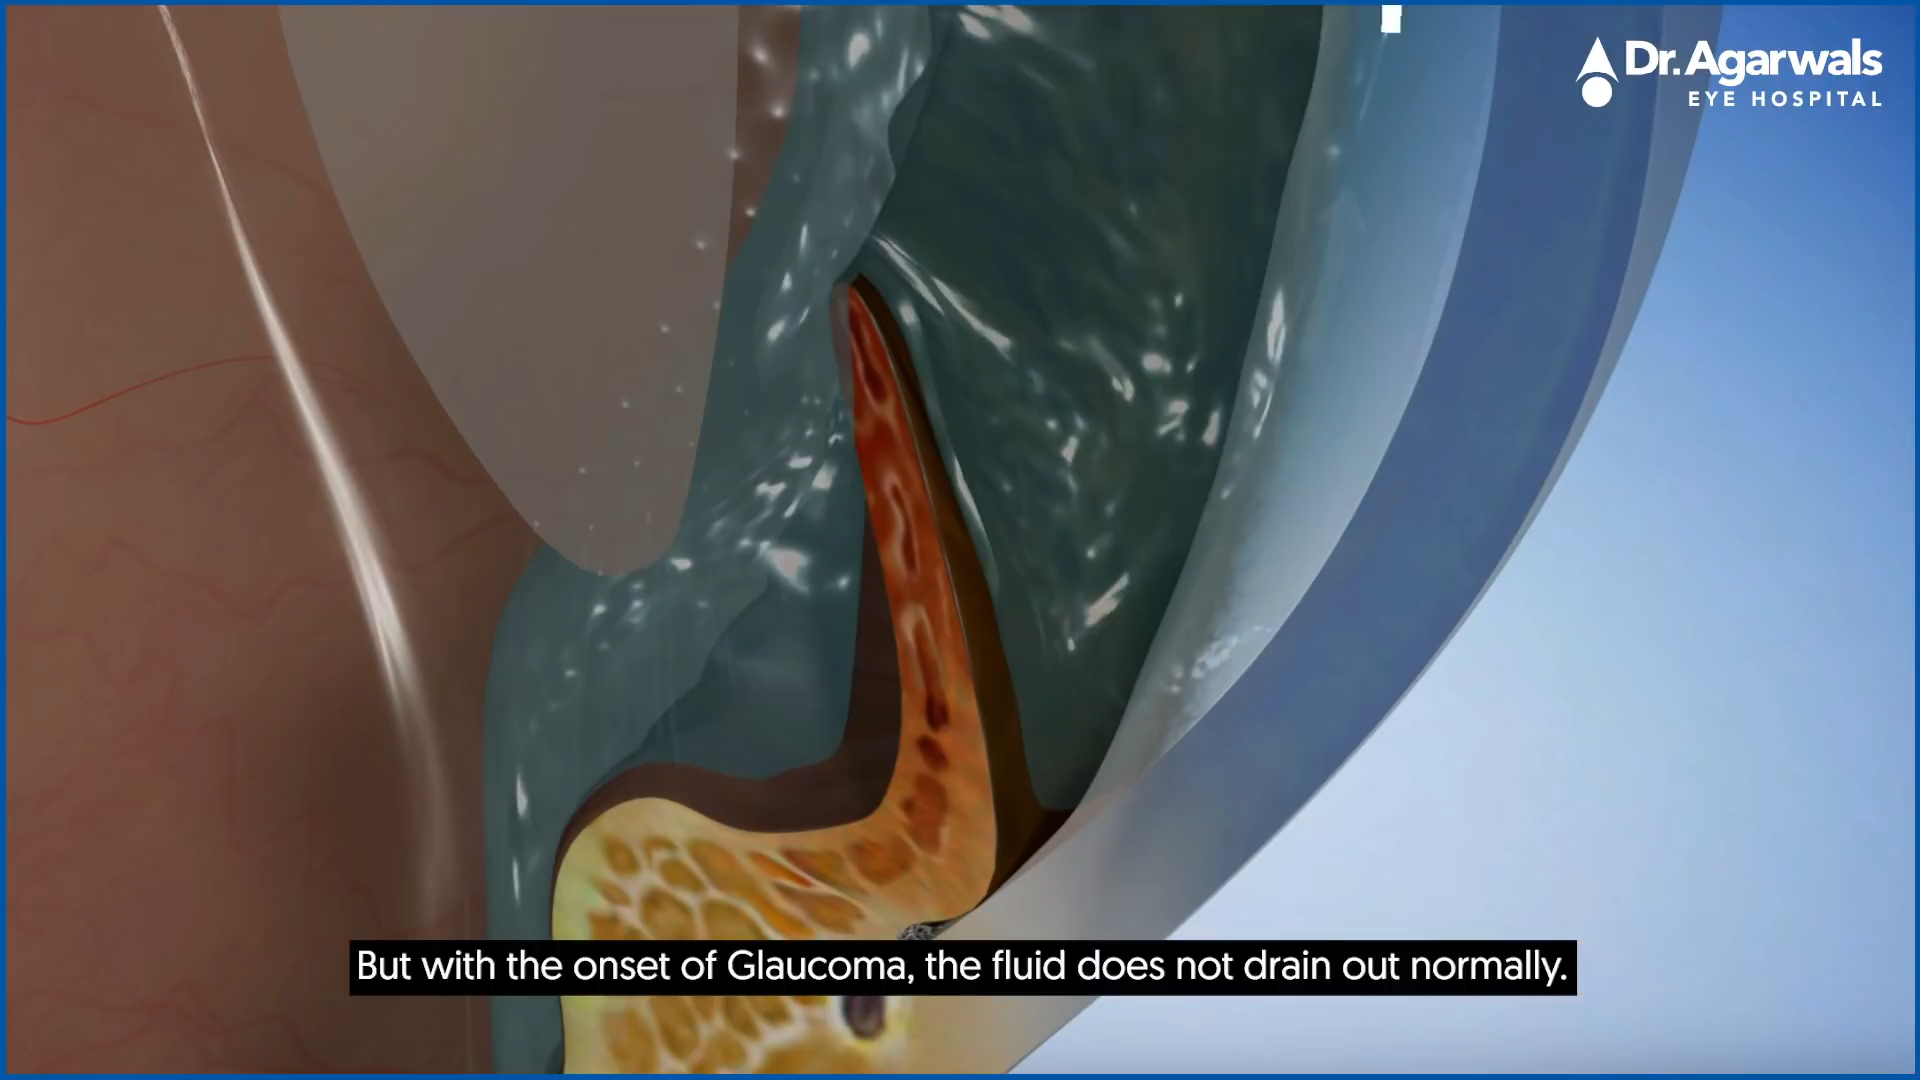 Dr. Agarwals
EYE HOSPITAL
But with the onset of Glaucoma, the fluid does not drain out normally.